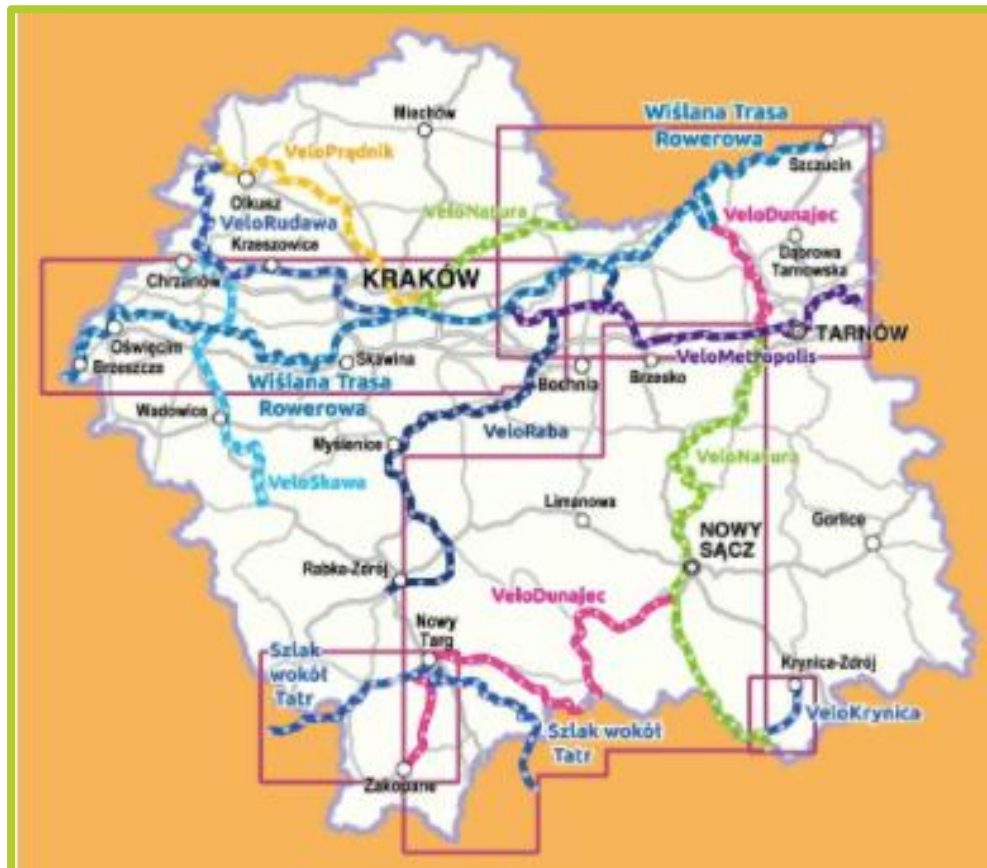 Miechów
Wiślana Trasa
Rowerowa
Szczucin
VeloPrądnik
Olkusz
VeloNatura
VeloDunajec
VeloRudawa
Krzeszowice
Dąbrowa
Tarnowska
Chrzanów
KRAKÓW
TARNÓW
Oświęcim
Brzeszcze
Skawina
VeloMetropolis
Bochnia
Brzesko
Wiślana Trasa
Rowerowa
Wadowice
VeloRaba
Myślenice
VeloNatura
VeloSkawa
Limanowa
Gorlice
NOWY
SĄCZ
Rabka-Zdrój
VeloDunajec
Nowy
Targ
Szlak
wokół
Tatr
Krynica-Zdrój
VeloKrynica
Szlak wokół
Tatr
Zakopane